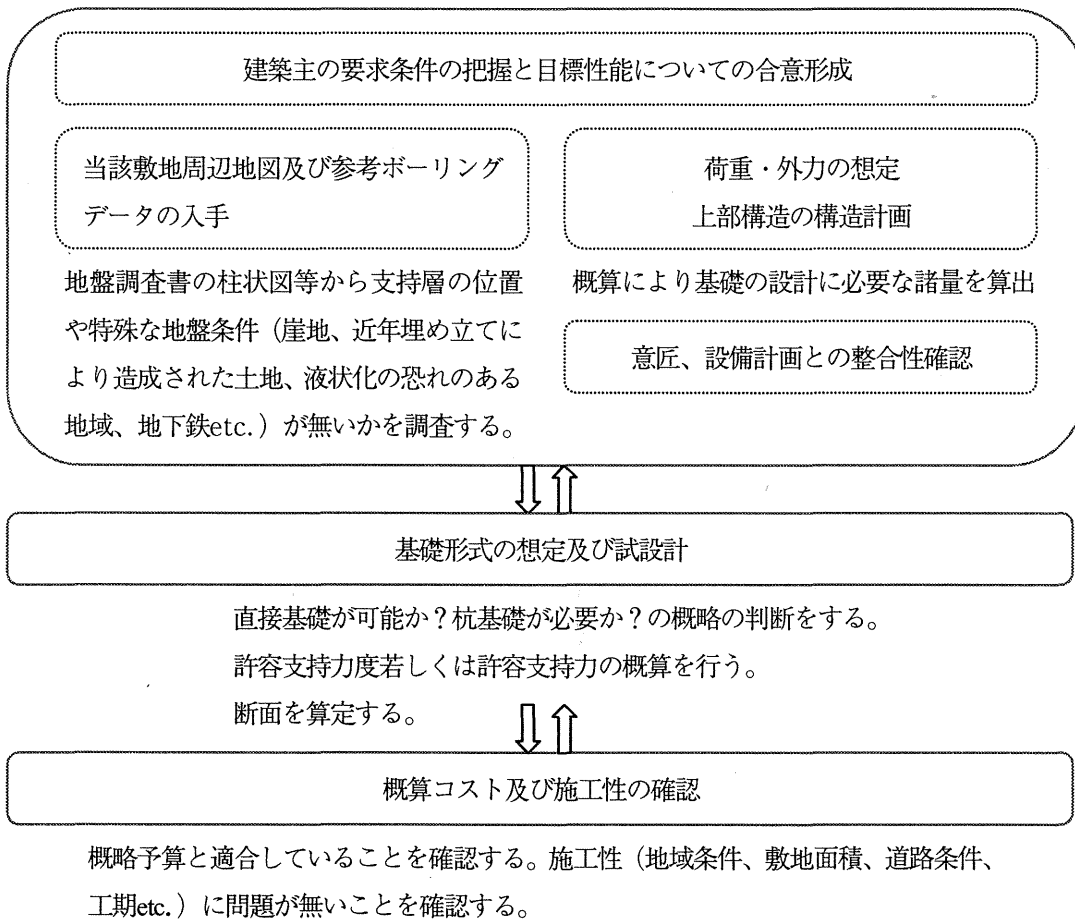 建築主の要求条件の把握と目標性能についての合意形成
当該敷地周辺地図及び参考ボーリング
データの入手
地盤調査書の柱状図等から支持層の位置
や特殊な地盤条件（崖地、近年埋め立てに
より造成された土地、液状化の恐れのある
地域、地下鉄etc.）が無いかを調査する。
荷重・外力の想定
上部構造の構造計画
概算により基礎の設計に必要な諸量を算出
意匠、設備計画との整合性確認
基礎形式の想定及び試設計
直接基礎が可能か？杭基礎が必要か？の概略の判断をする。
許容支持力度若しくは許容支持力の概算を行う。
断面を算定する。
概算コスト及び施工性の確認
概略予算と適合していることを確認する。施工性（地域条件、敷地面積、道路条件、
工期etc.）に問題が無いことを確認する。